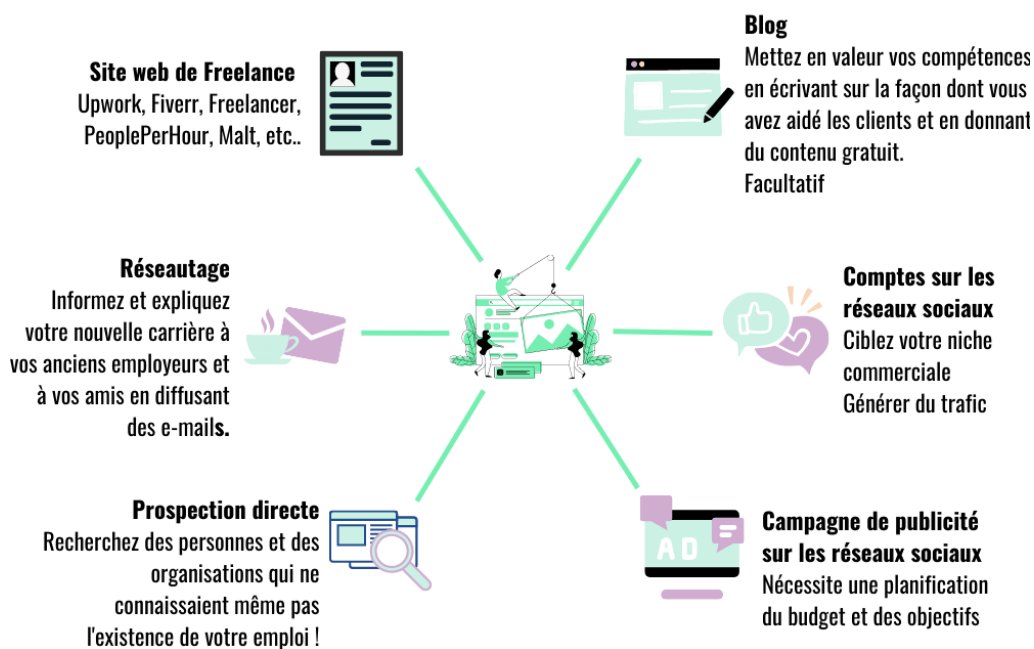 Site web de Freelance
Upwork, Fiverr, Freelancer,
PeoplePerHour, Malt, etc..
Blog
Mettez en valeur vos compétences
en écrivant sur la façon dont vous
avez aidé les clients et en donnant
du contenu gratuit.
Facultatif
Réseautage
Informez et expliquez
votre nouvelle carrière à
vos anciens employeurs et
à vos amis en diffusant
des e-mails.
Comptes sur les
réseaux sociaux
Ciblez votre niche
commerciale
Générer du trafic
Prospection directe
Recherchez des personnes et des
organisations qui ne
connaissaient même pas
l'existence de votre emploi !
AD
Campagne de publicité
sur les réseaux sociaux
Nécessite une planification
du budget et des objectifs